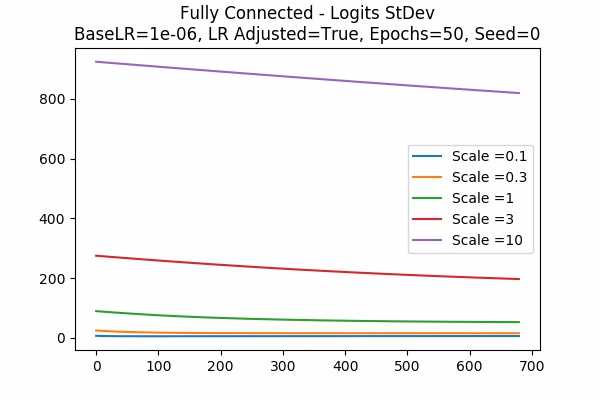 Fully Connected - Logits StDev
BaseLR=1e-06, LR Adjusted=True, Epochs=50, Seed=0
800
600
400
200
0
Scale =0.1
Scale =0.3
Scale =1
Scale =3
Scale =10
0 100 200 300 400 500 600 700